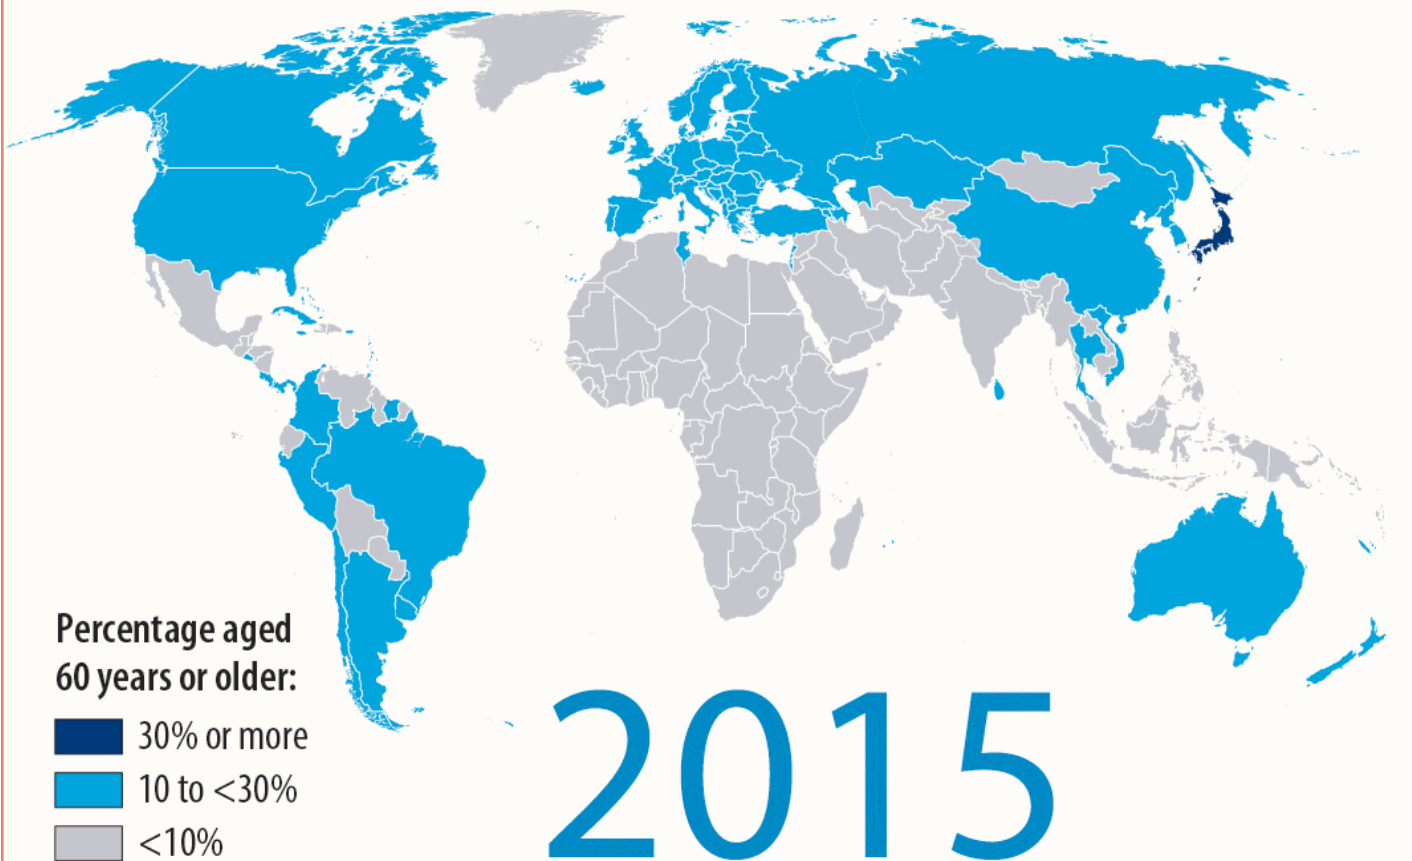 Percentage aged
60 years or older:
30% or more
10 to <30%
<10%
2015